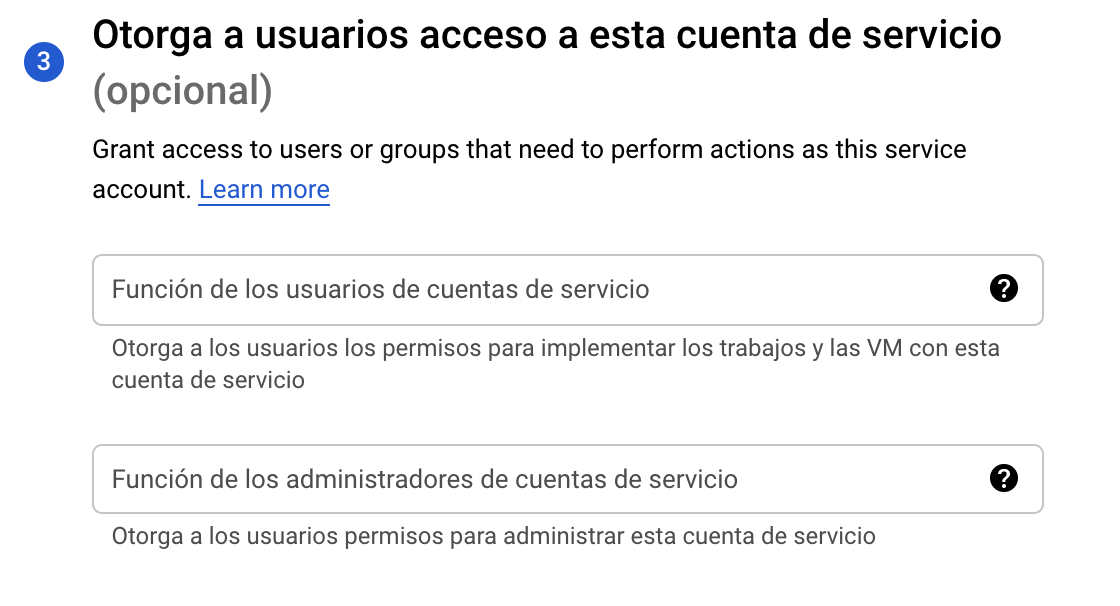 3
Otorga a usuarios acceso a esta cuenta de servicio
(opcional)
Grant access to users or groups that need to perform actions as this service
account. Learn more
Función de los usuarios de cuentas de servicio
?
Otorga a los usuarios los permisos para implementar los trabajos y las VM con esta
cuenta de servicio
Función de los administradores de cuentas de servicio
?
Otorga a los usuarios permisos para administrar esta cuenta de servicio